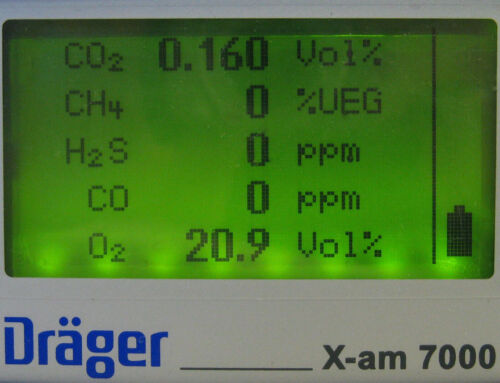 CO₂ 0.160 Vol%
CH₄ 0 %UEG
H₂S 0 ppm
CO 0 ppm
O₂ 20.9 Vol%
Dräger X-am 7000